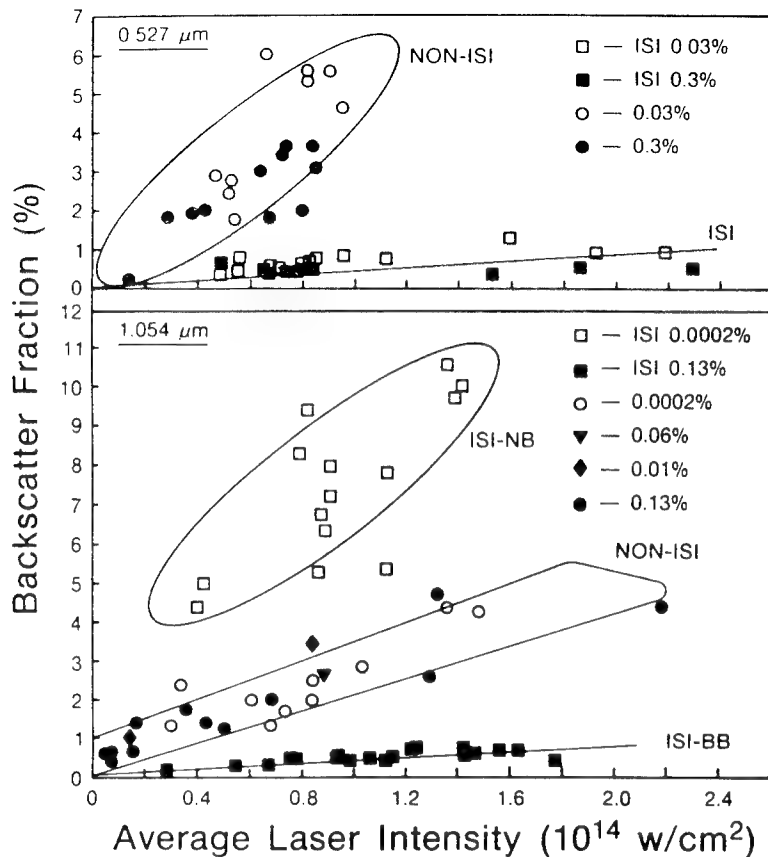 Backscatter Fraction (%)
7
6
5
4
3
2
1
0
0.527 μm
NON-ISI
□ — ISI 0.03%
■ — ISI 0.3%
○ — 0.03%
● — 0.3%
ISI
12
11
10
9
8
7
6
5
4
3
2
1
0
1.054 μm
ISI-NB
□ — ISI 0.0002%
■ — ISI 0.13%
○ — 0.0002%
▼ — 0.06%
◆ — 0.01%
● — 0.13%
NON-ISI
ISI-BB
0 0.4 0.8 1.2 1.6 2.0 2.4
Average Laser Intensity (10¹⁴ w/cm²)